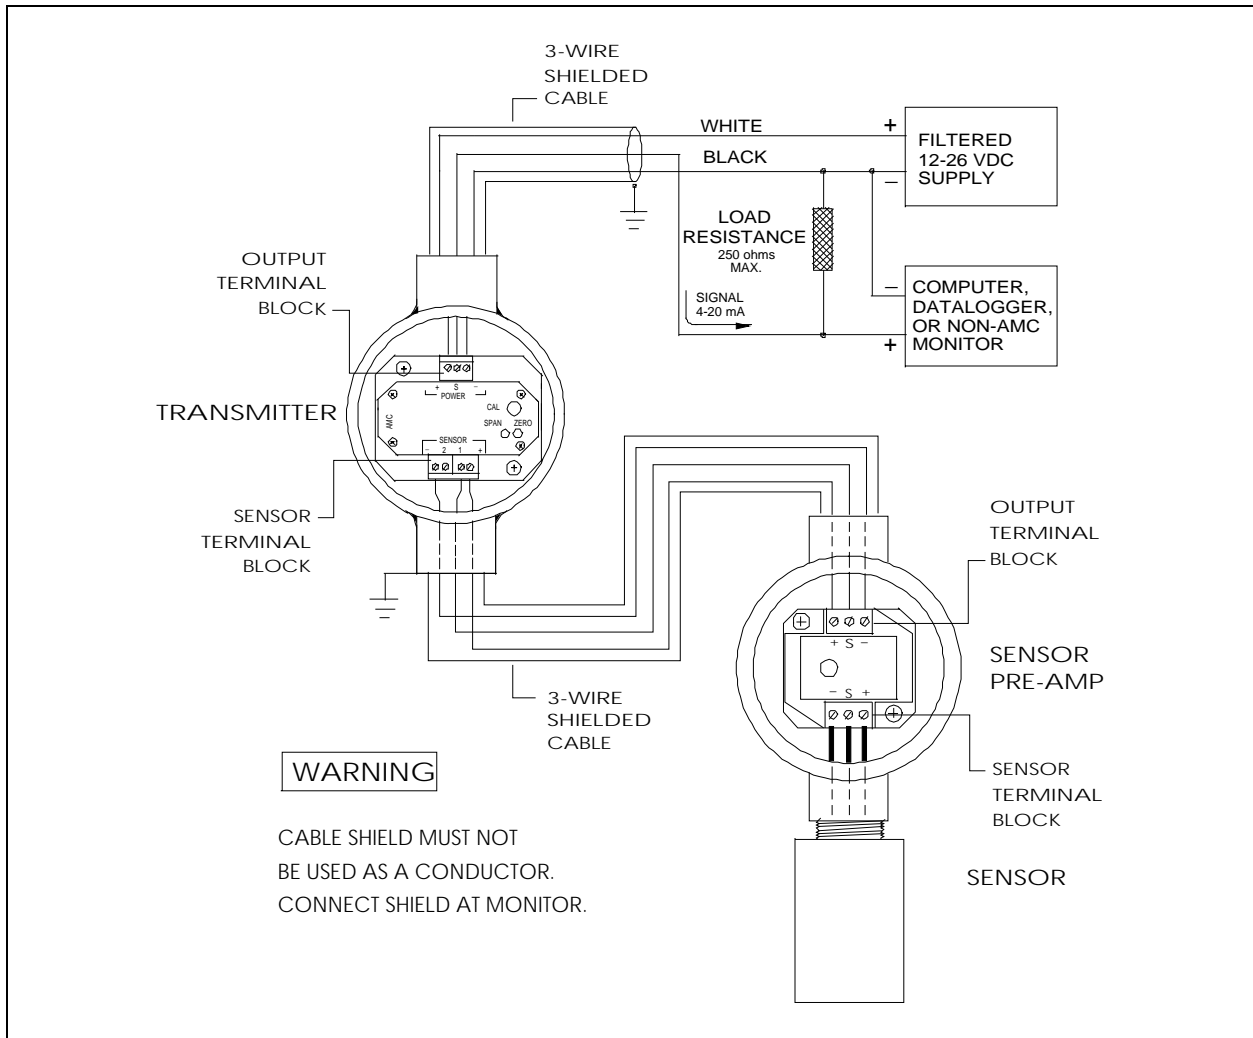 3-WIRE
SHIELDED
CABLE
WHITE
BLACK
+
−
FILTERED
12-26 VDC
SUPPLY
LOAD
RESISTANCE
250 ohms
MAX.
SIGNAL
4-20 mA
−
+
COMPUTER,
DATALOGGER,
OR NON-AMC
MONITOR
OUTPUT
TERMINAL
BLOCK
TRANSMITTER
+ S −
POWER
AMC
CAL
SPAN ZERO
SENSOR
− 2 1 +
SENSOR
TERMINAL
BLOCK
3-WIRE
SHIELDED
CABLE
OUTPUT
TERMINAL
BLOCK
+ S −
− S +
SENSOR
PRE-AMP
SENSOR
TERMINAL
BLOCK
SENSOR
WARNING
CABLE SHIELD MUST NOT
BE USED AS A CONDUCTOR.
CONNECT SHIELD AT MONITOR.